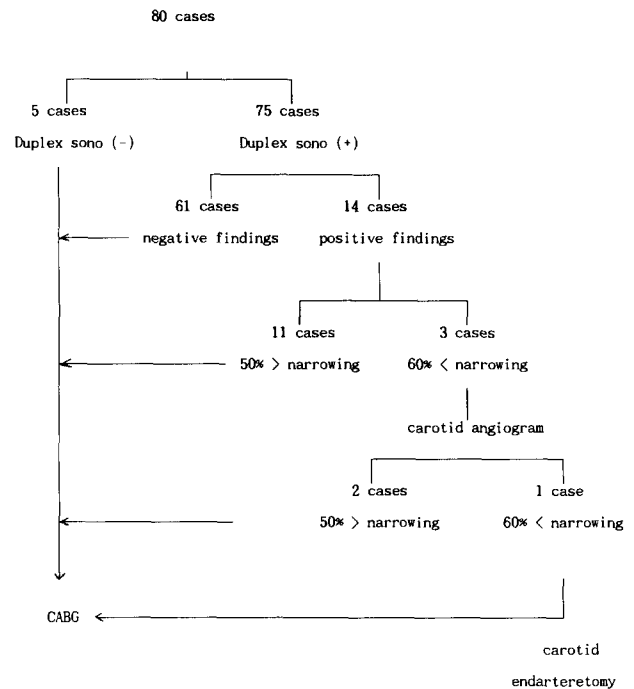 80 cases
5 cases 75 cases
Duplex sono (-) Duplex sono (+)
61 cases 14 cases
negative findings positive findings
11 cases 3 cases
50% > narrowing 60% < narrowing
carotid angiogram
2 cases 1 case
50% > narrowing 60% < narrowing
CABG
carotid
endarteretomy